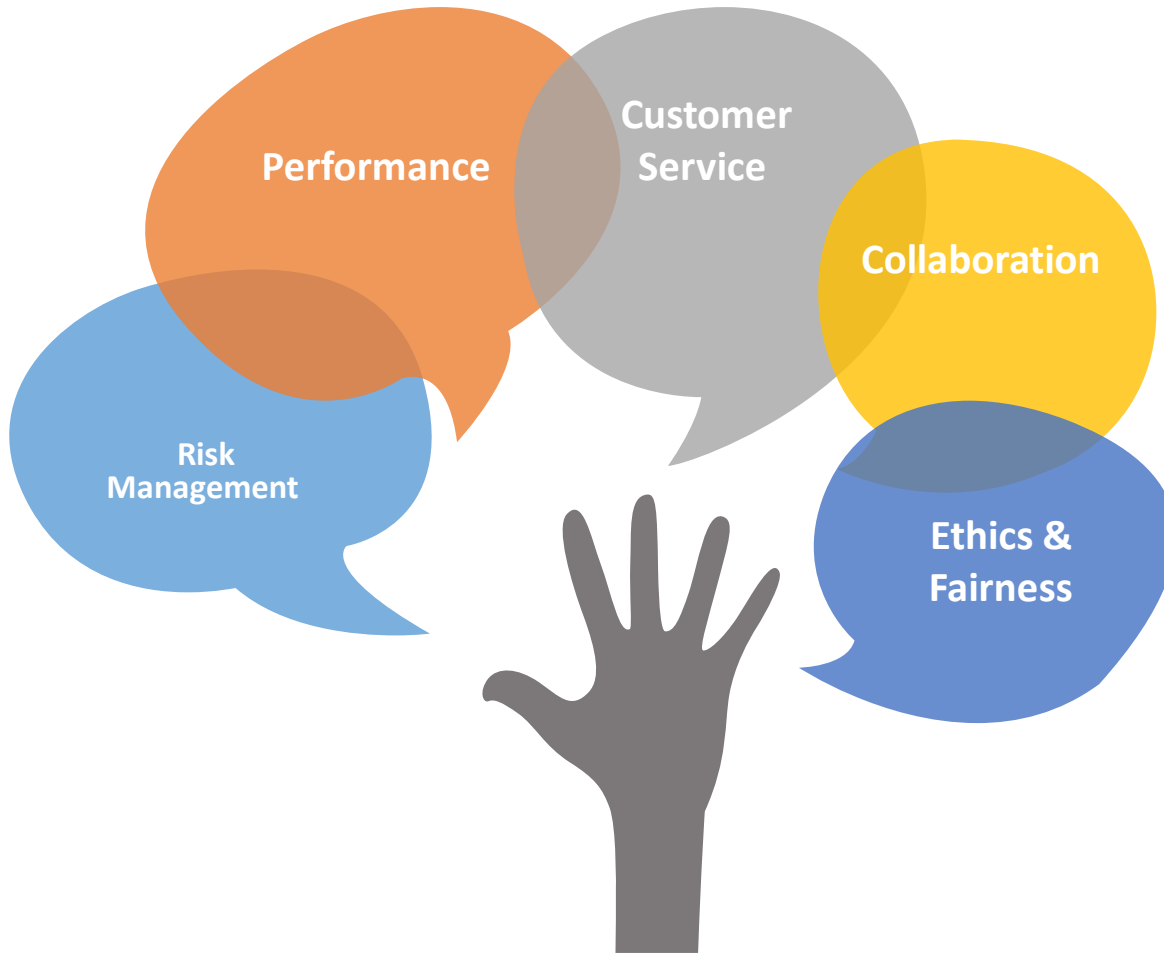 Performance
Customer
Service
Collaboration
Risk
Management
Ethics &
Fairness